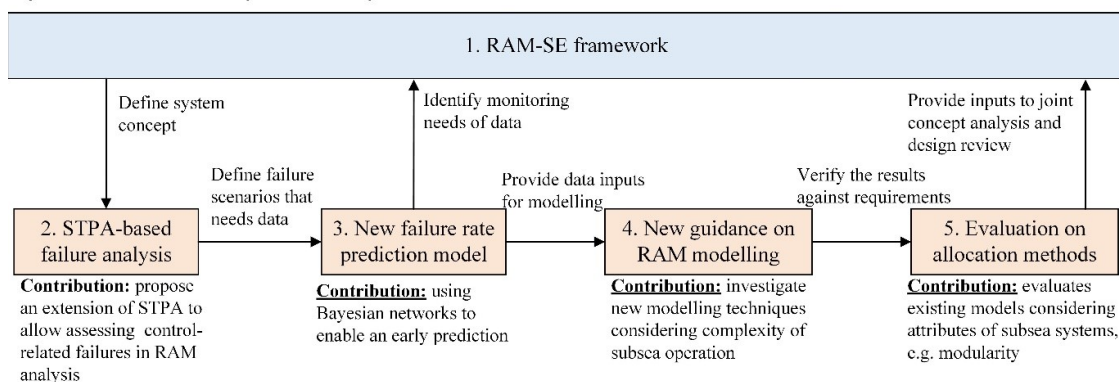 1. RAM-SE framework
Define system
concept
Identify monitoring
needs of data
Provide inputs to joint
concept analysis and
design review
Define failure
scenarios that
needs data
Provide data inputs
for modelling
Verify the results
against requirements
2. STPA-based
failure analysis
3. New failure rate
prediction model
4. New guidance on
RAM modelling
5. Evaluation on
allocation methods
Contribution: propose
an extension of STPA to
allow assessing control-
related failures in RAM
analysis
Contribution: using
Bayesian networks to
enable an early prediction
Contribution: investigate
new modelling techniques
considering complexity of
subsea operation
Contribution: evaluates
existing models considering
attributes of subsea systems,
e.g. modularity